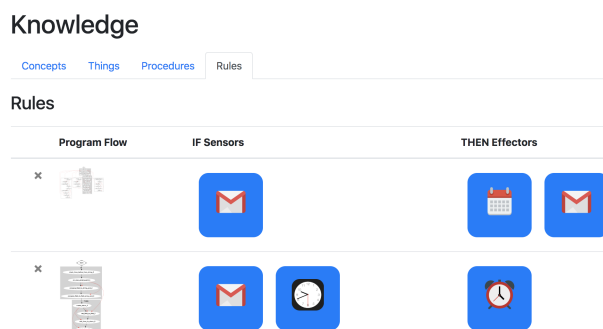 Knowledge
Concepts Things Procedures Rules
Rules
Program Flow IF Sensors THEN Effectors